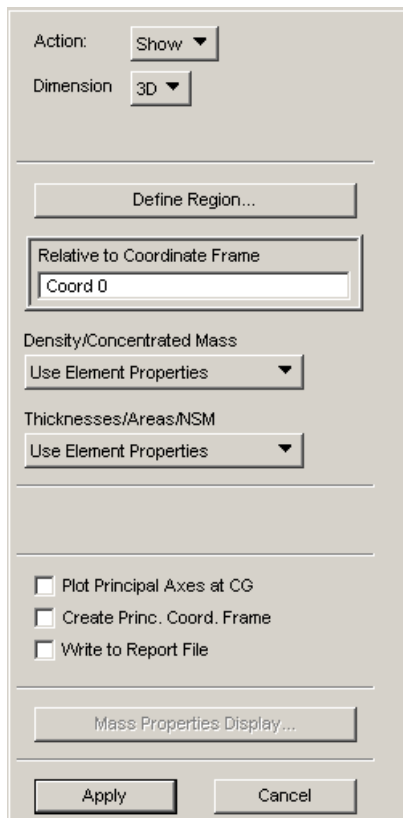 Action: Show
Dimension 3D
Define Region...
Relative to Coordinate Frame
Coord 0
Density/Concentrated Mass
Use Element Properties
Thicknesses/Areas/NSM
Use Element Properties
Plot Principal Axes at CG
Create Princ. Coord. Frame
Write to Report File
Mass Properties Display...
Apply Cancel